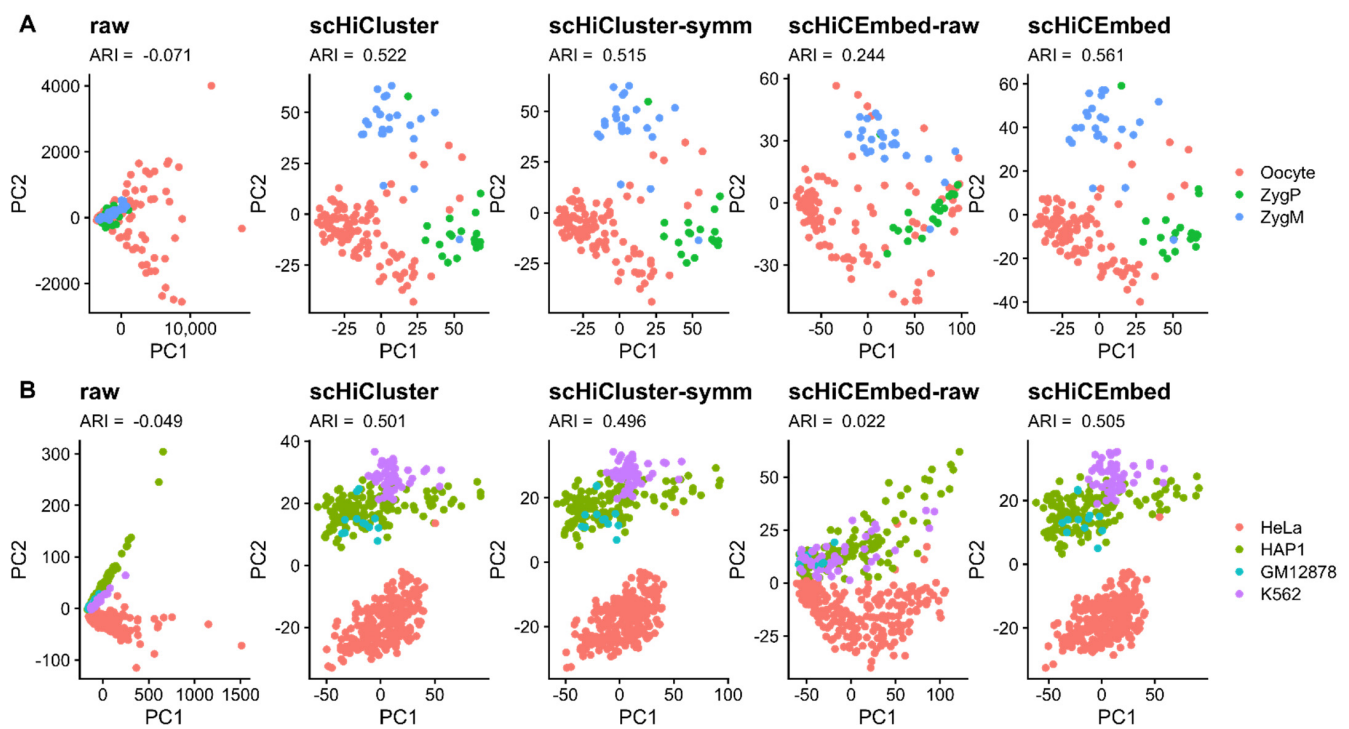 A
raw
scHiCluster
scHiCluster-symm
scHiCEmbed-raw
scHiCEmbed
ARI = -0.071
ARI = 0.522
ARI = 0.515
ARI = 0.244
ARI = 0.561
PC2
4000
2000
0
-2000
0
10,000
PC1
PC2
50
25
0
-25
-25
0
25
50
PC1
PC2
50
25
0
-25
-25
0
25
50
PC1
PC2
60
30
0
-30
-50
0
50
100
PC1
PC2
60
40
20
0
-20
-40
-25
0
25
50
PC1
Oocyte
ZygP
ZygM
B
raw
scHiCluster
scHiCluster-symm
scHiCEmbed-raw
scHiCEmbed
ARI = -0.049
ARI = 0.501
ARI = 0.496
ARI = 0.022
ARI = 0.505
PC2
300
200
100
0
-100
0
500
1000
1500
PC1
PC2
40
20
0
-20
-50
0
50
PC1
PC2
20
0
-20
-50
0
50
100
PC1
PC2
50
25
0
-25
-50
0
50
100
PC1
PC2
20
0
-20
-50
0
50
PC1
HeLa
HAP1
GM12878
K562